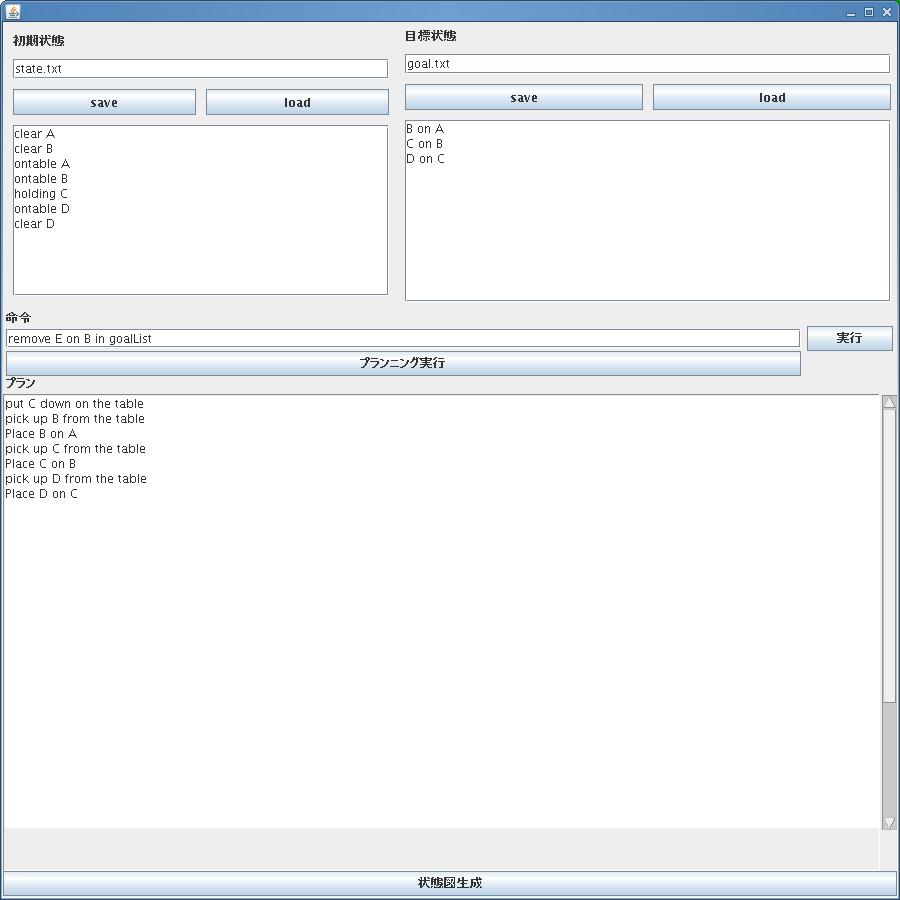 初期状態
state.txt
save load
clear A
clear B
ontable A
ontable B
holding C
ontable D
clear D
目標状態
goal.txt
save load
B on A
C on B
D on C
命令
remove E on B in goalList
実行
プランニング実行
プラン
put C down on the table
pick up B from the table
Place B on A
pick up C from the table
Place C on B
pick up D from the table
Place D on C
状態図生成